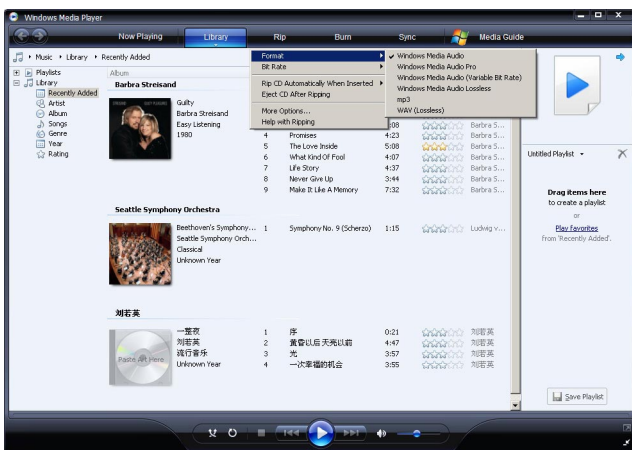 Windows Media Player
Now Playing Library Rip Burn Sync Media Guide
Music Library Recently Added
Format
Bit Rate
Rip CD Automatically When Inserted
Eject CD After Ripping
More Options...
Help with Ripping
Windows Media Audio
Windows Media Audio Pro
Windows Media Audio (Variable Bit Rate)
Windows Media Audio Lossless
mp3
WAV (Lossless)
Playlists
Library
Recently Added
Artist
Album
Songs
Genre
Year
Rating
Album
Barbra Streisand
Guilty
Barbra Streisand
Easy Listening
1980
5:08 Barbra S...
4 Promises 4:23 Barbra S...
5 The Love Inside 5:08 Barbra S...
6 What Kind Of Fool 4:07 Barbra S...
7 Life Story 4:37 Barbra S...
8 Never Give Up 3:44 Barbra S...
9 Make It Like A Memory 7:32 Barbra S...
Seattle Symphony Orchestra
Beethoven's Symphony... 1 Symphony No. 9 (Scherzo) 1:15 Ludwig v...
Seattle Symphony Orch...
Classical
Unknown Year
刘若英
Paste Art Here
一整夜 1 序 0:21 刘若英
刘若英 2 黄昏以后 天亮以前 4:47 刘若英
流行音乐 3 光 3:57 刘若英
Unknown Year 4 一次幸福的机会 3:55 刘若英
Untitled Playlist
Drag items here
to create a playlist
or
Play favorites
from 'Recently Added'.
Save Playlist